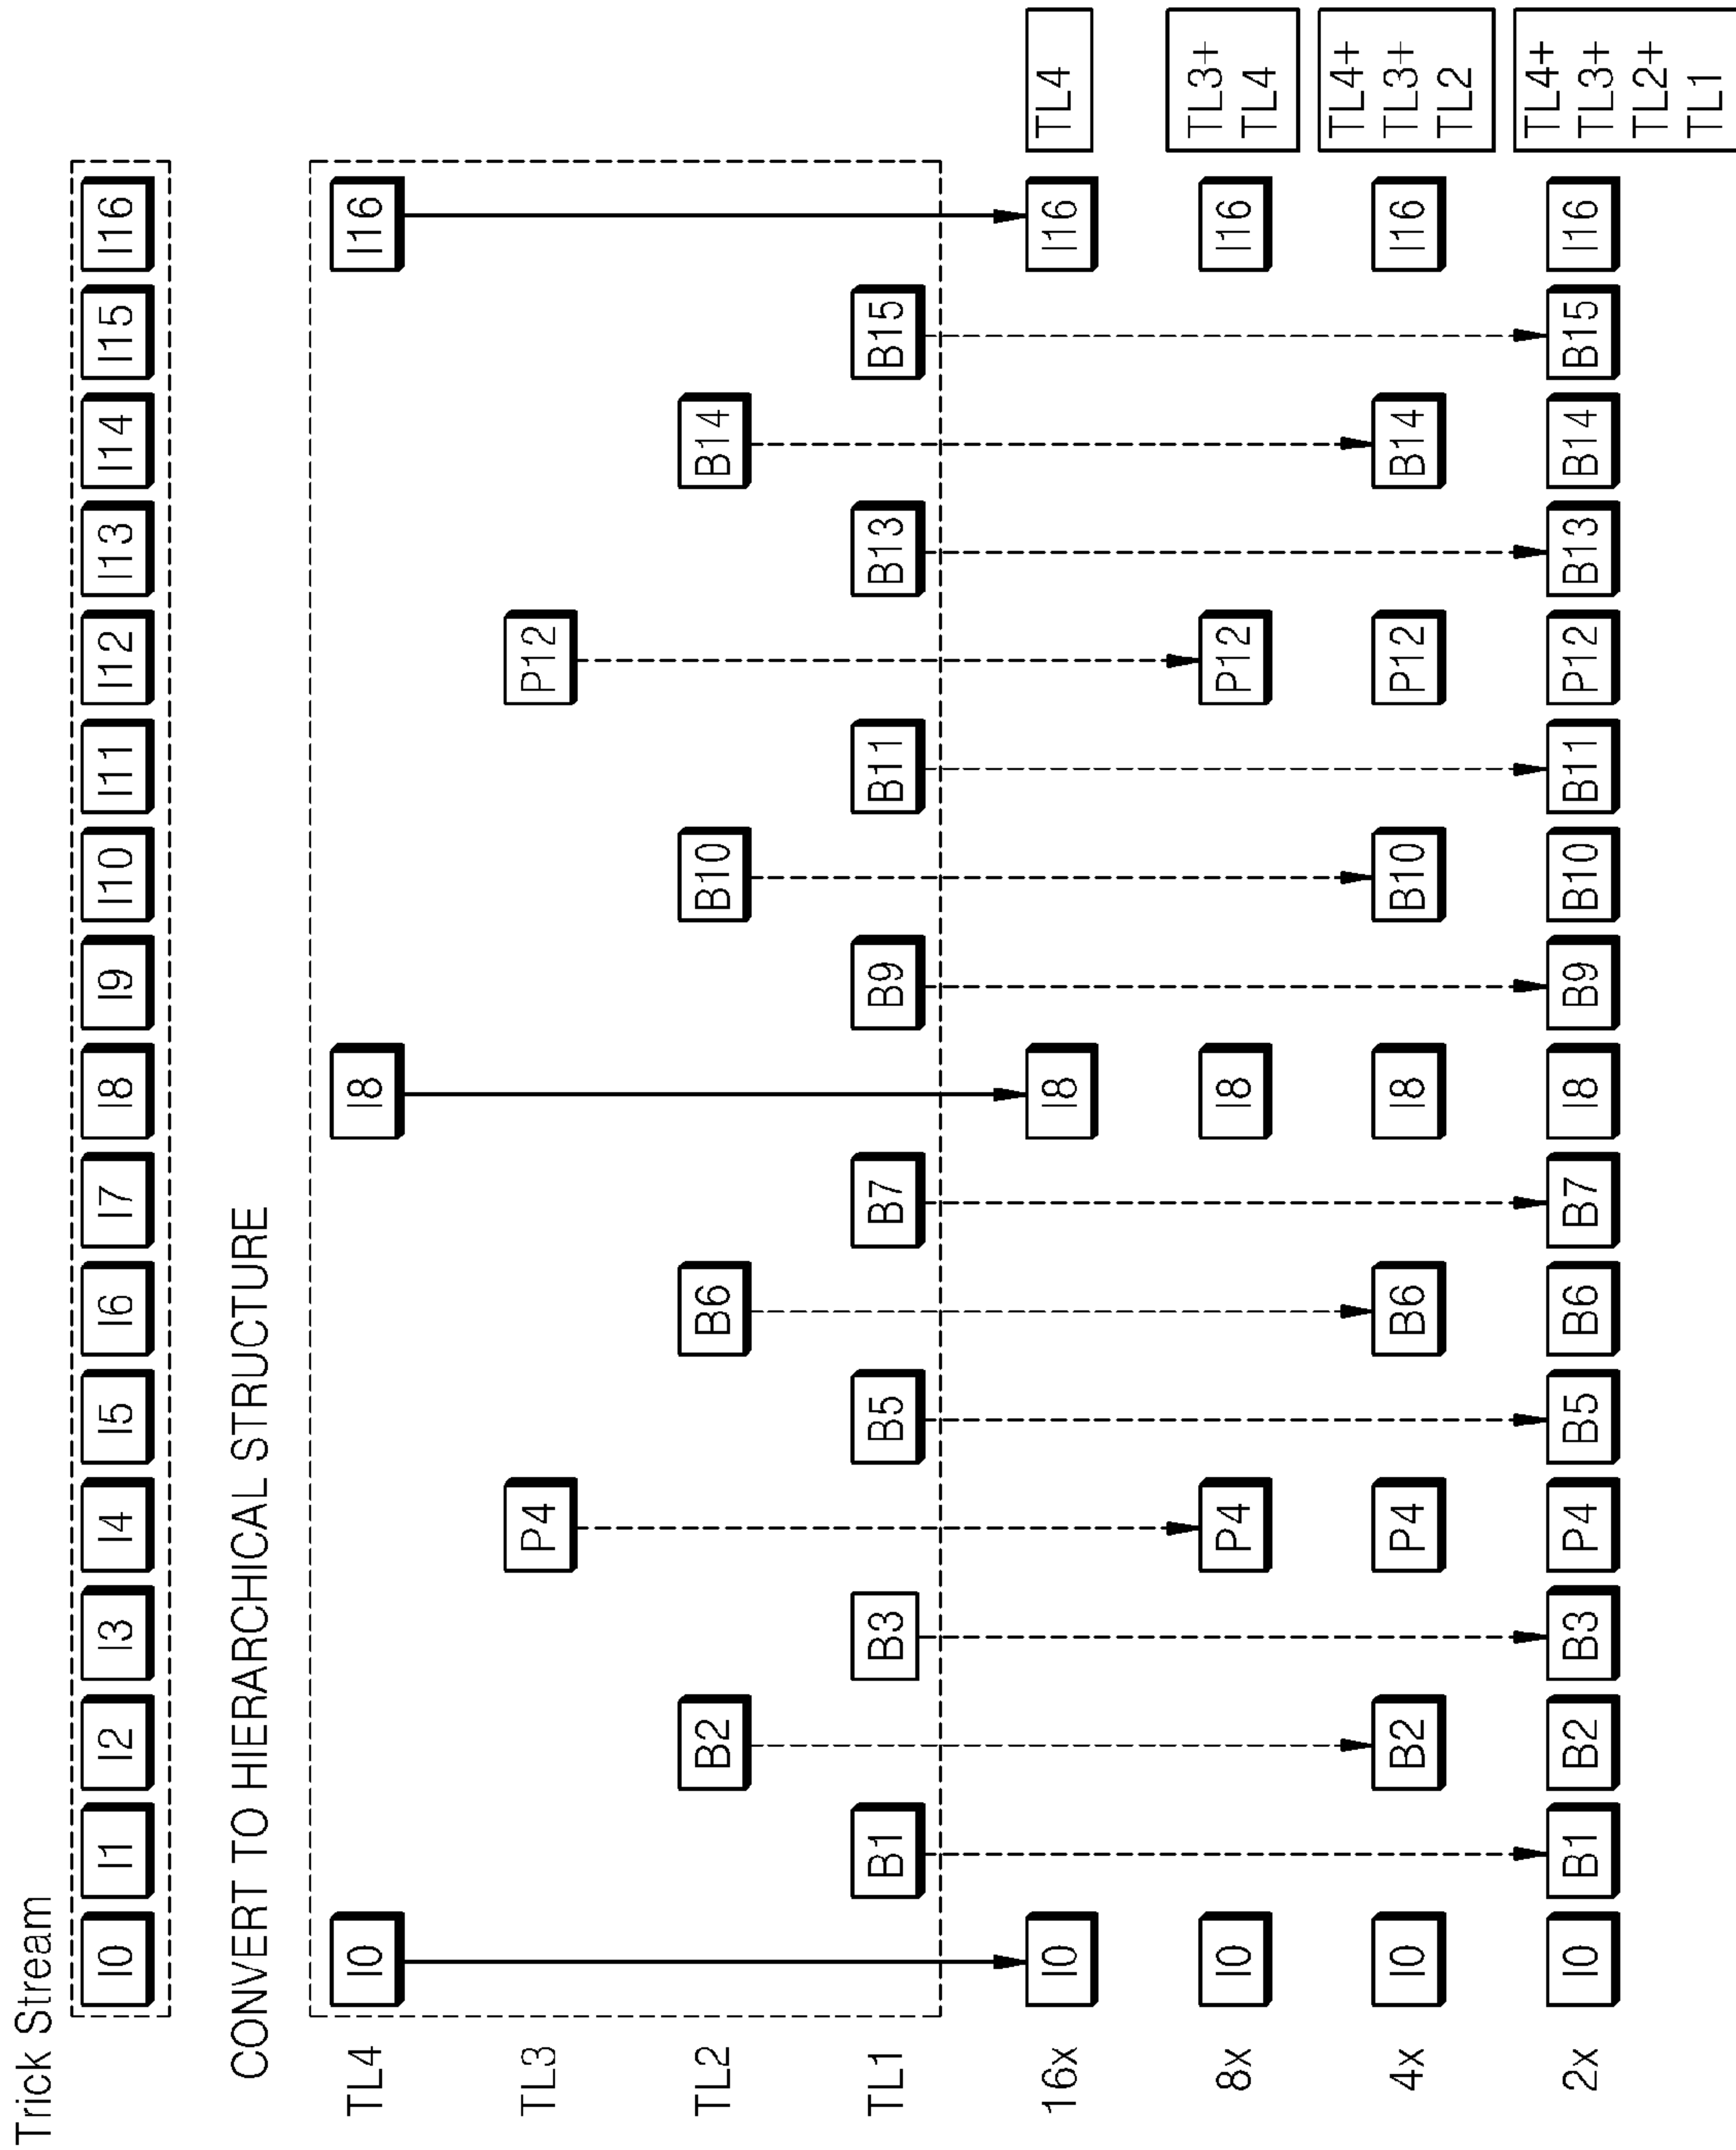 Trick Stream
I0 I1 I2 I3 I4 I5 I6 I7 I8 I9 I10 I11 I12 I13 I14 I15 I16
CONVERT TO HIERARCHICAL STRUCTURE
TL4 I0 I8 I16
TL3 P4 P12
TL2 B2 B6 B10 B14
TL1 B1 B3 B5 B7 B9 B11 B13 B15
16x I0 I8 I16 TL4
8x I0 P4 I8 P12 I16 TL3+
TL4
4x I0 B2 P4 B6 I8 B10 P12 B14 I16 TL4+
TL3+
TL2
2x I0 B1 B2 B3 P4 B5 B6 B7 I8 B9 B10 B11 P12 B13 B14 B15 I16 TL4+
TL3+
TL2+
TL1